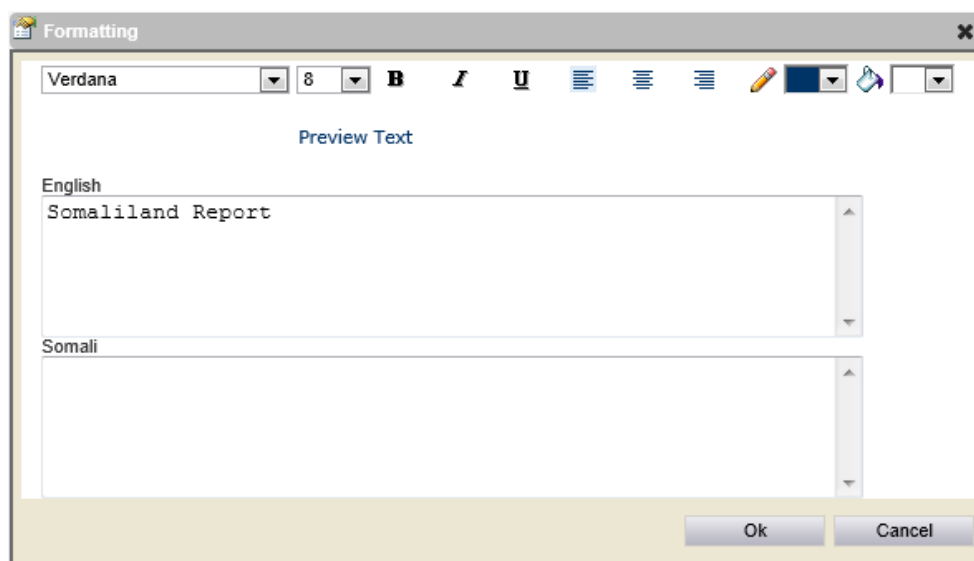 Formatting
Verdana 8 B I U
Preview Text
English
Somaliland Report
Somali
Ok Cancel